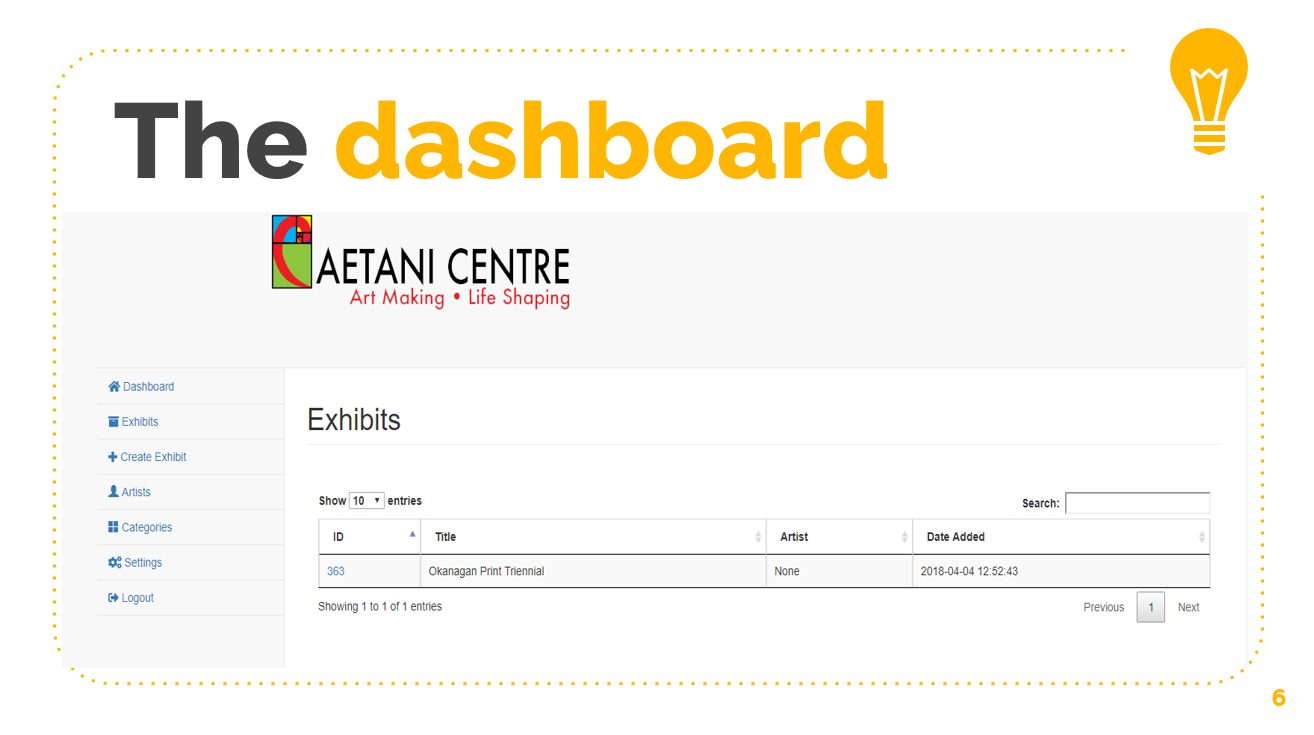 The dashboard
CAETANI CENTRE
Art Making • Life Shaping
Dashboard
Exhibits
Create Exhibit
Artists
Categories
Settings
Logout
Exhibits
Show 10 entries
Search:
ID Title Artist Date Added
363 Okanagan Print Triennial None 2018-04-04 12:52:43
Showing 1 to 1 of 1 entries
Previous 1 Next
6